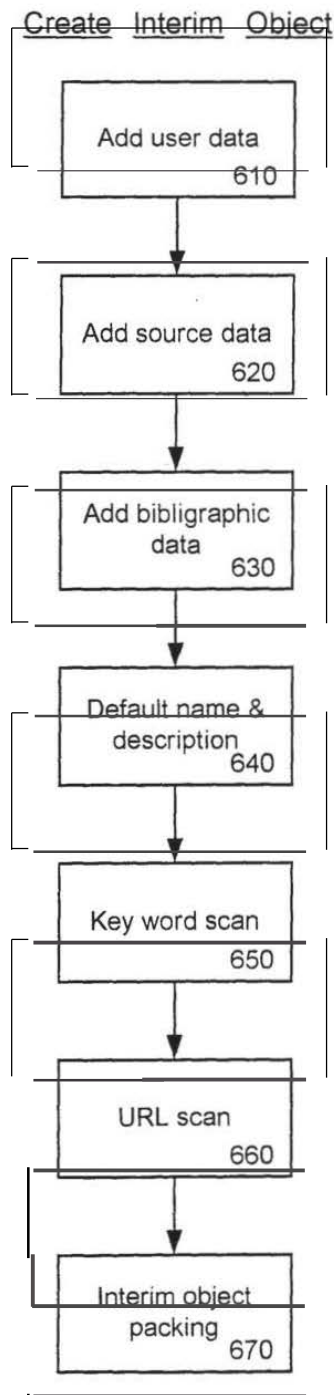 Create Interim Object
Add user data
610
Add source data
620
Add bibligraphic
data
630
Default name &
description
640
Key word scan
650
URL scan
660
Interim object
packing
670